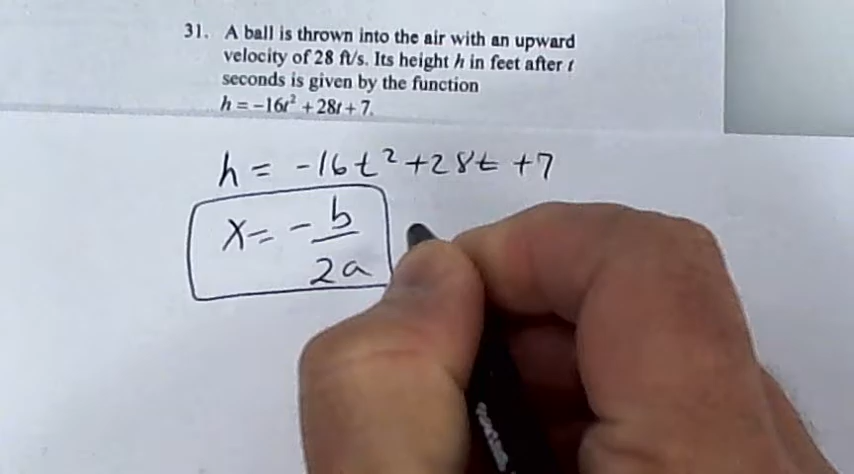 31. A ball is thrown into the air with an upward
velocity of 28 ft/s. Its height h in feet after t
seconds is given by the function
h = −16t² + 28t + 7.
h = -16t² + 28t + 7
x = - b
2a